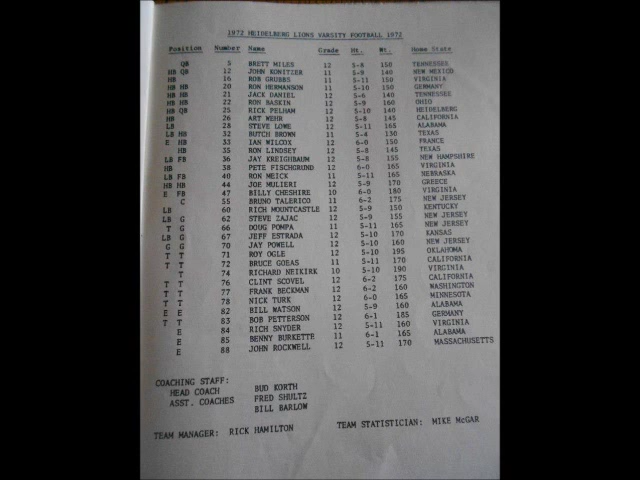 1972 HEIDELBERG LIONS VARSITY FOOTBALL 1972
Position Number Name Grade Ht. Wt. Home State
QB 5 BRETT MILES 12 5-8 150 TENNESSEE
HB QB 12 JOHN KONITZER 11 5-9 140 NEW MEXICO
HB 16 ROB GRUBBS 11 5-11 150 VIRGINIA
HB HB 20 RON HERMANSON 11 5-10 150 GERMANY
HB HB 21 JACK DANIEL 12 5-6 140 TENNESSEE
HB HB 22 RON BASKIN 12 5-9 160 OHIO
HB QB 25 RICK PELHAM 12 5-10 140 HEIDELBERG
HB 26 ART WEHR 12 5-8 145 CALIFORNIA
LB 28 STEVE LOWE 12 5-11 165 ALABAMA
LB HB 32 BUTCH BROWN 11 5-4 130 TEXAS
E HB 33 IAN WILCOX 12 6-0 150 FRANCE
HB 35 RON LINDSEY 12 5-8 145 TEXAS
LB FB 36 JAY KREIGHBAUM 12 5-8 155 NEW HAMPSHIRE
HB 38 PETE FISCHGRUND 12 6-0 165 VIRGINIA
LB FB 40 RON MEICK 11 5-11 165 NEBRASKA
HB HB 44 JOE MULIERI 12 5-9 170 GREECE
E FB 47 BILLY CHESHIRE 10 6-0 180 VIRGINIA
C 55 BRUNO TALERICO 11 6-2 175 NEW JERSEY
LB 60 RICH MOUNTCASTLE 12 5-9 150 KENTUCKY
LB G 62 STEVE ZAJAC 12 5-9 155 NEW JERSEY
T G 66 DOUG POMPA 11 5-11 165 NEW JERSEY
LB G 67 JEFF ESTRADA 12 5-10 170 KANSAS
G G 70 JAY POWELL 12 5-10 160 NEW JERSEY
T T 71 ROY OGLE 12 5-10 195 OKLAHOMA
T T 72 BRUCE GOEAS 11 5-11 170 CALIFORNIA
T 74 RICHARD NEIKIRK 10 5-10 190 VIRGINIA
T T 76 CLINT SCOVEL 12 6-2 175 CALIFORNIA
T T 77 FRANK BECKMAN 12 6-2 160 WASHINGTON
T T 78 NICK TURK 12 6-0 165 MINNESOTA
E E 82 BILL WATSON 12 5-9 160 ALABAMA
T E 83 BOB PETTERSON 12 6-1 185 GERMANY
E 84 RICH SNYDER 12 5-11 160 VIRGINIA
E 85 BENNY BURKETTE 11 6-1 165 ALABAMA
E 88 JOHN ROCKWELL 12 5-11 170 MASSACHUSETTS
COACHING STAFF:
HEAD COACH BUD KORTH
ASST. COACHES FRED SHULTZ
BILL BARLOW
TEAM MANAGER: RICK HAMILTON TEAM STATISTICIAN: MIKE McGAR